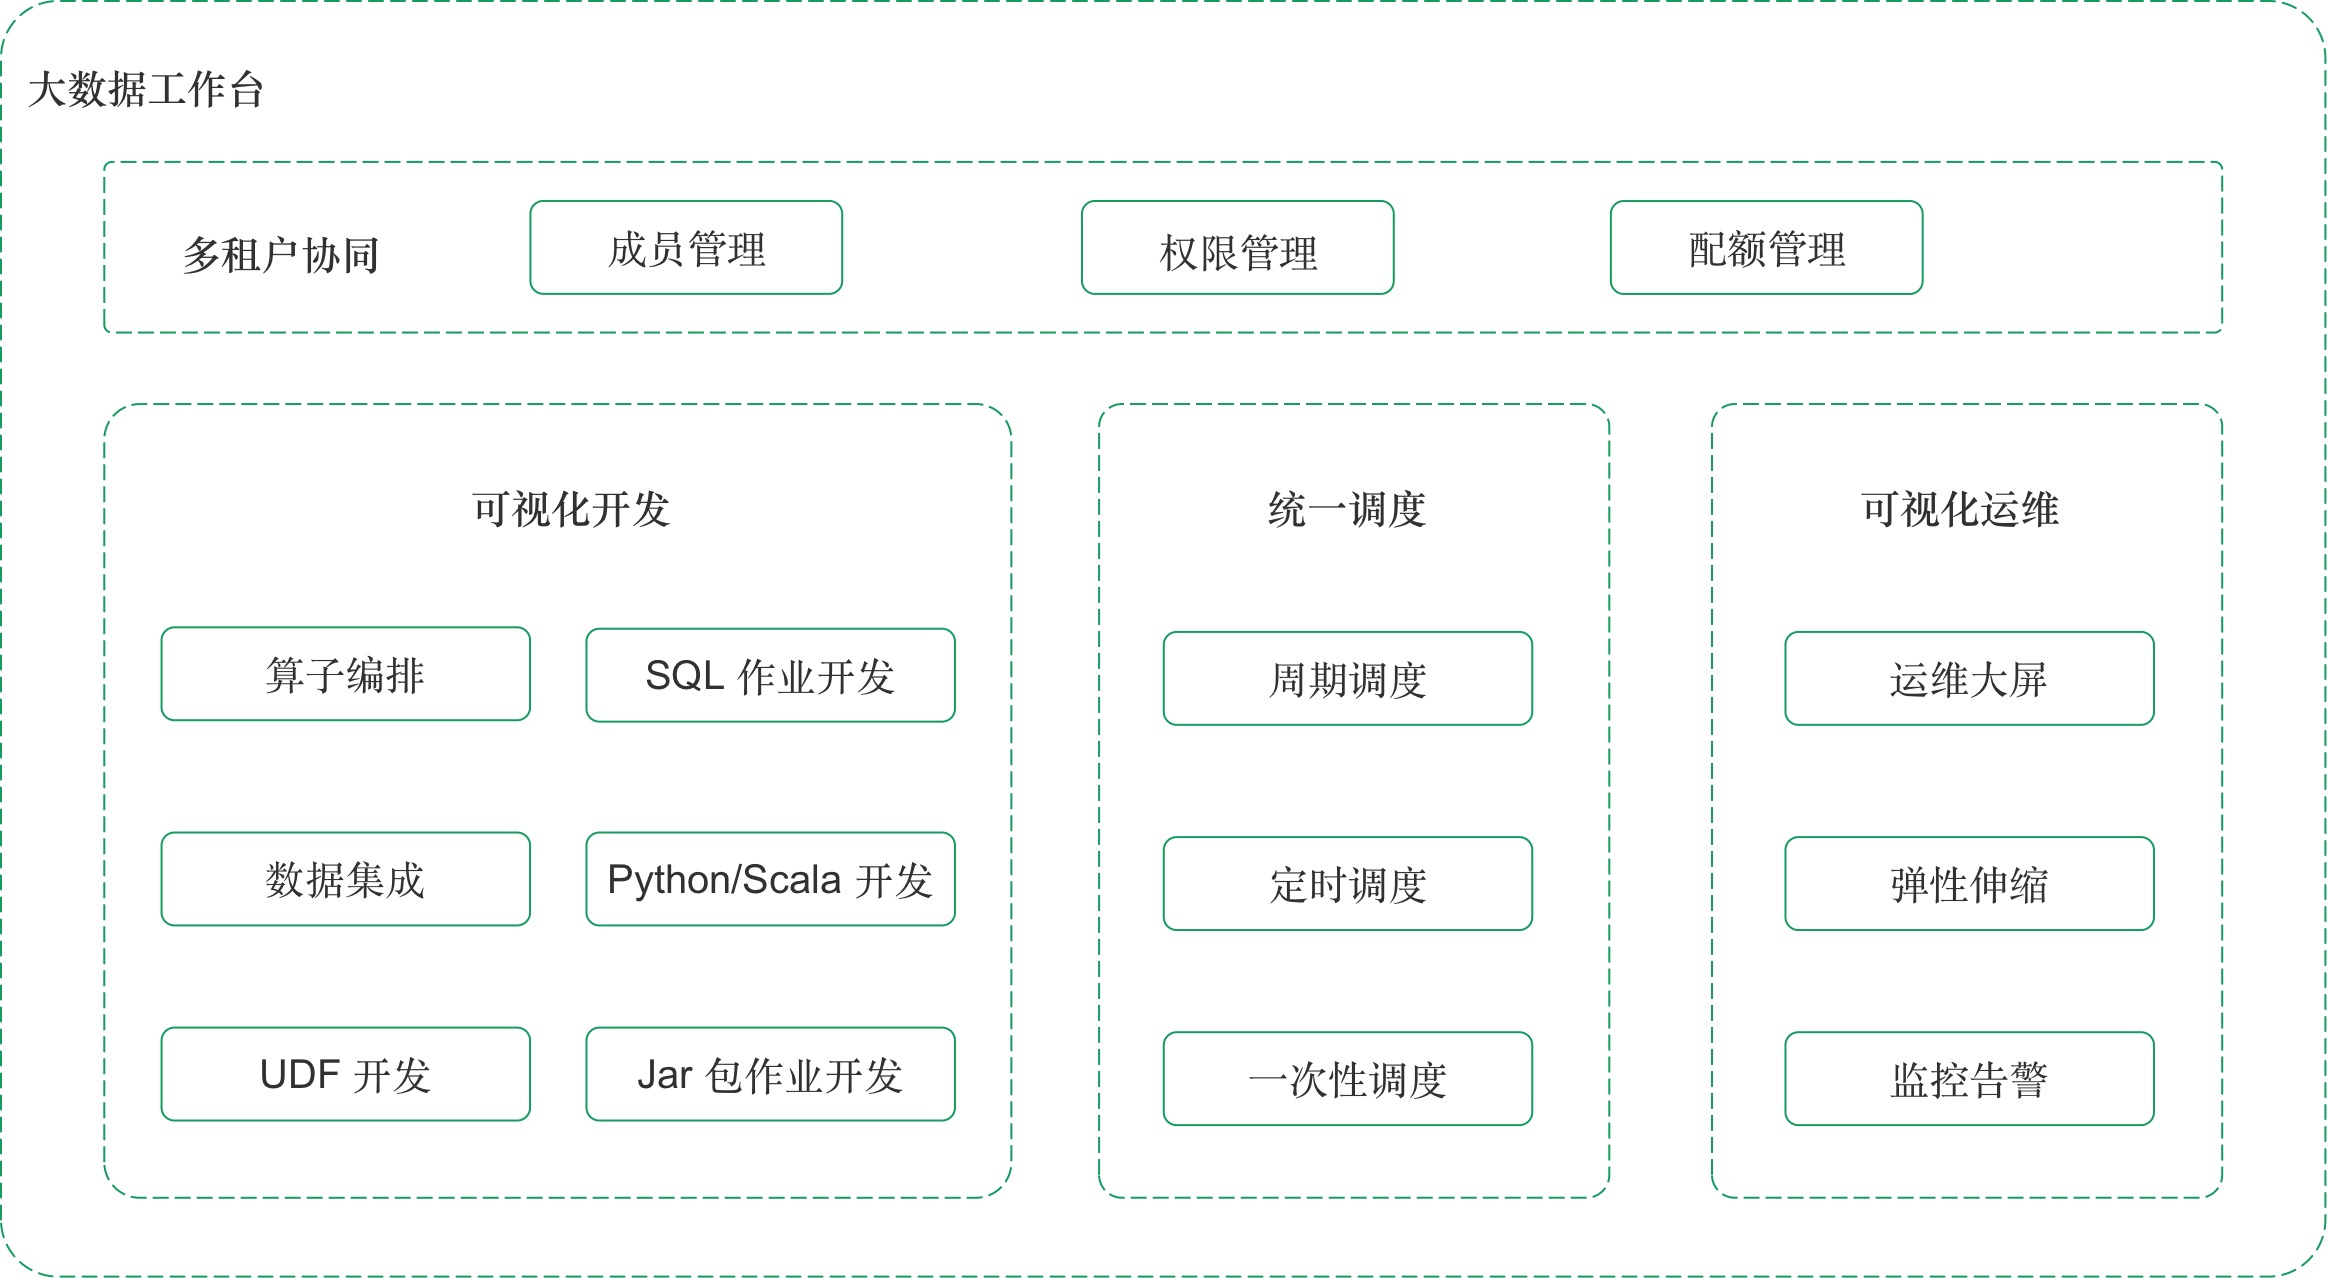 大数据工作台
多租户协同
成员管理
权限管理
配额管理
可视化开发
算子编排
SQL 作业开发
数据集成
Python/Scala 开发
UDF 开发
Jar 包作业开发
统一调度
周期调度
定时调度
一次性调度
可视化运维
运维大屏
弹性伸缩
监控告警